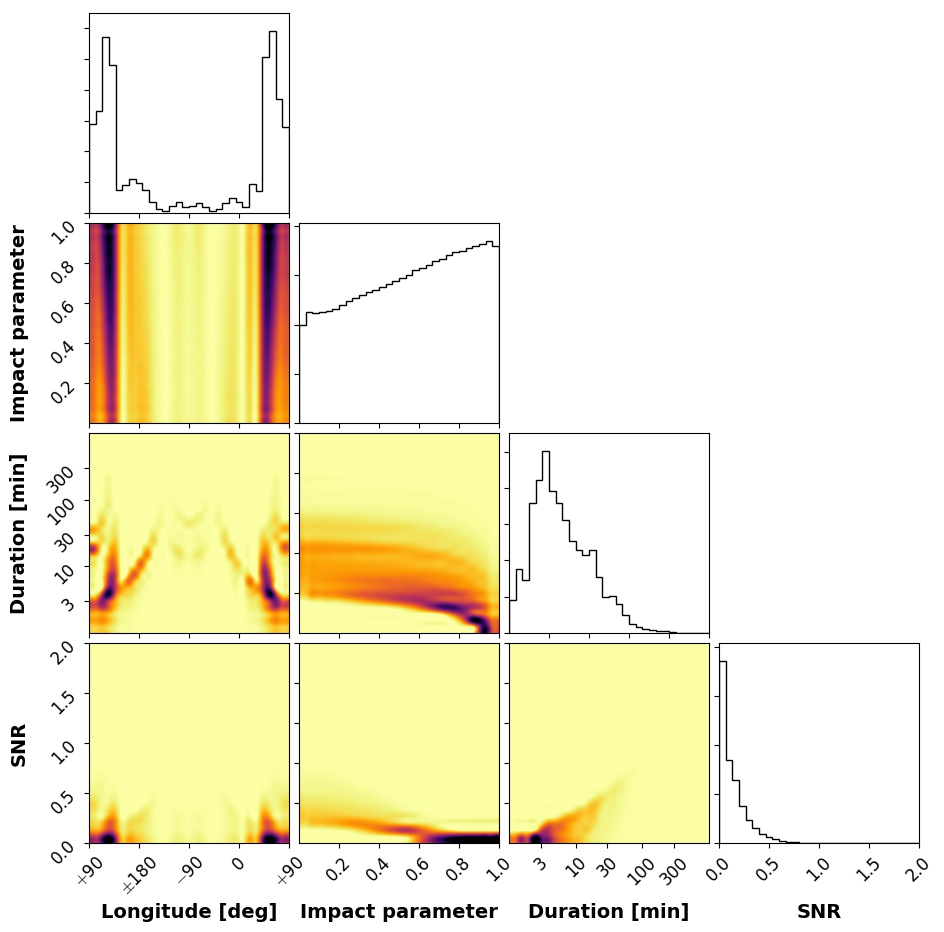 Impact parameter
1.0
0.8
0.6
0.4
0.2
Duration [min]
300
100
30
10
3
SNR
2.0
1.5
1.0
0.5
0.0
+90 ±180 −90 0 +90
0.2 0.4 0.6 0.8 1.0
3 10 30 100 300
0.0 0.5 1.0 1.5 2.0
Longitude [deg] Impact parameter Duration [min] SNR